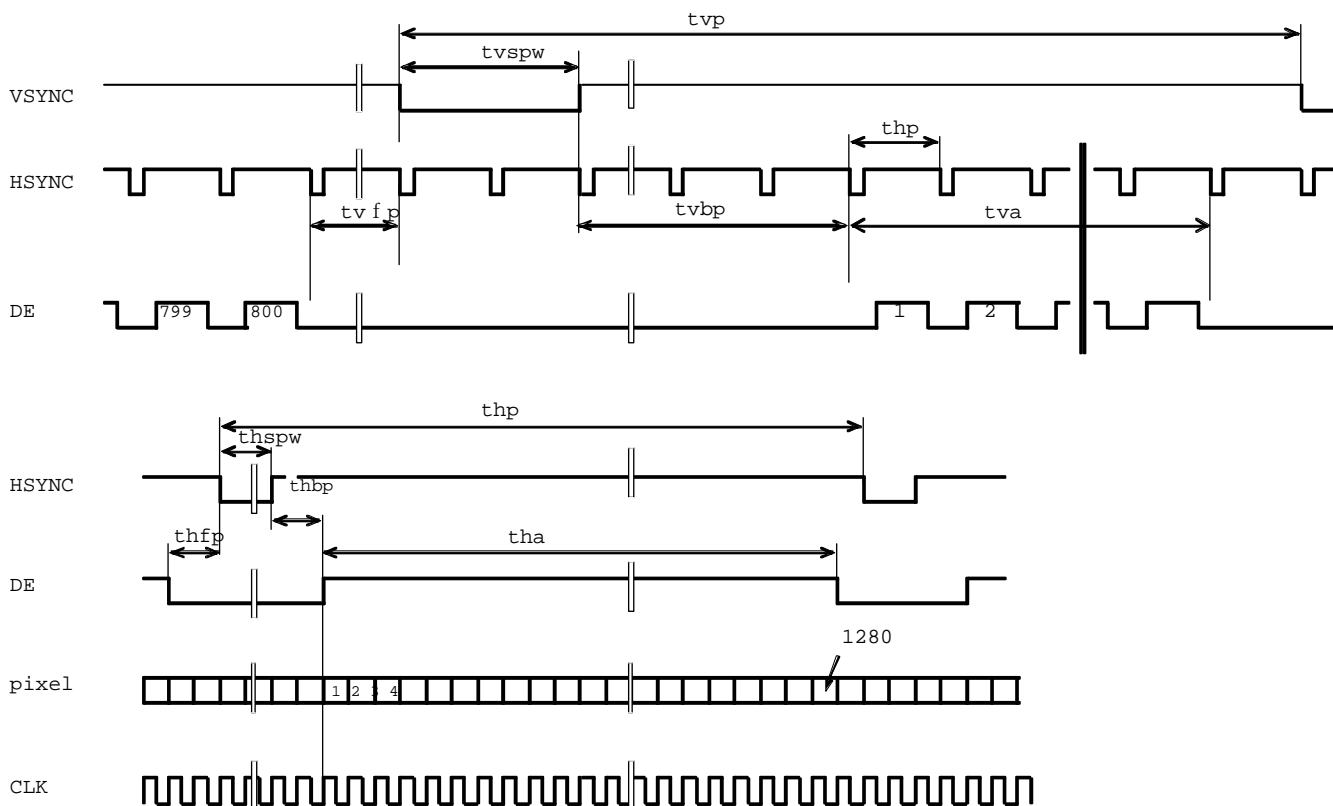 tvp
tvspw
VSYNC
thp
HSYNC
tv f p
tvbp
tva
DE
799
800
1
2
thp
thspw
HSYNC
thbp
thfp
tha
DE
1280
pixel
1 2 3 4
CLK